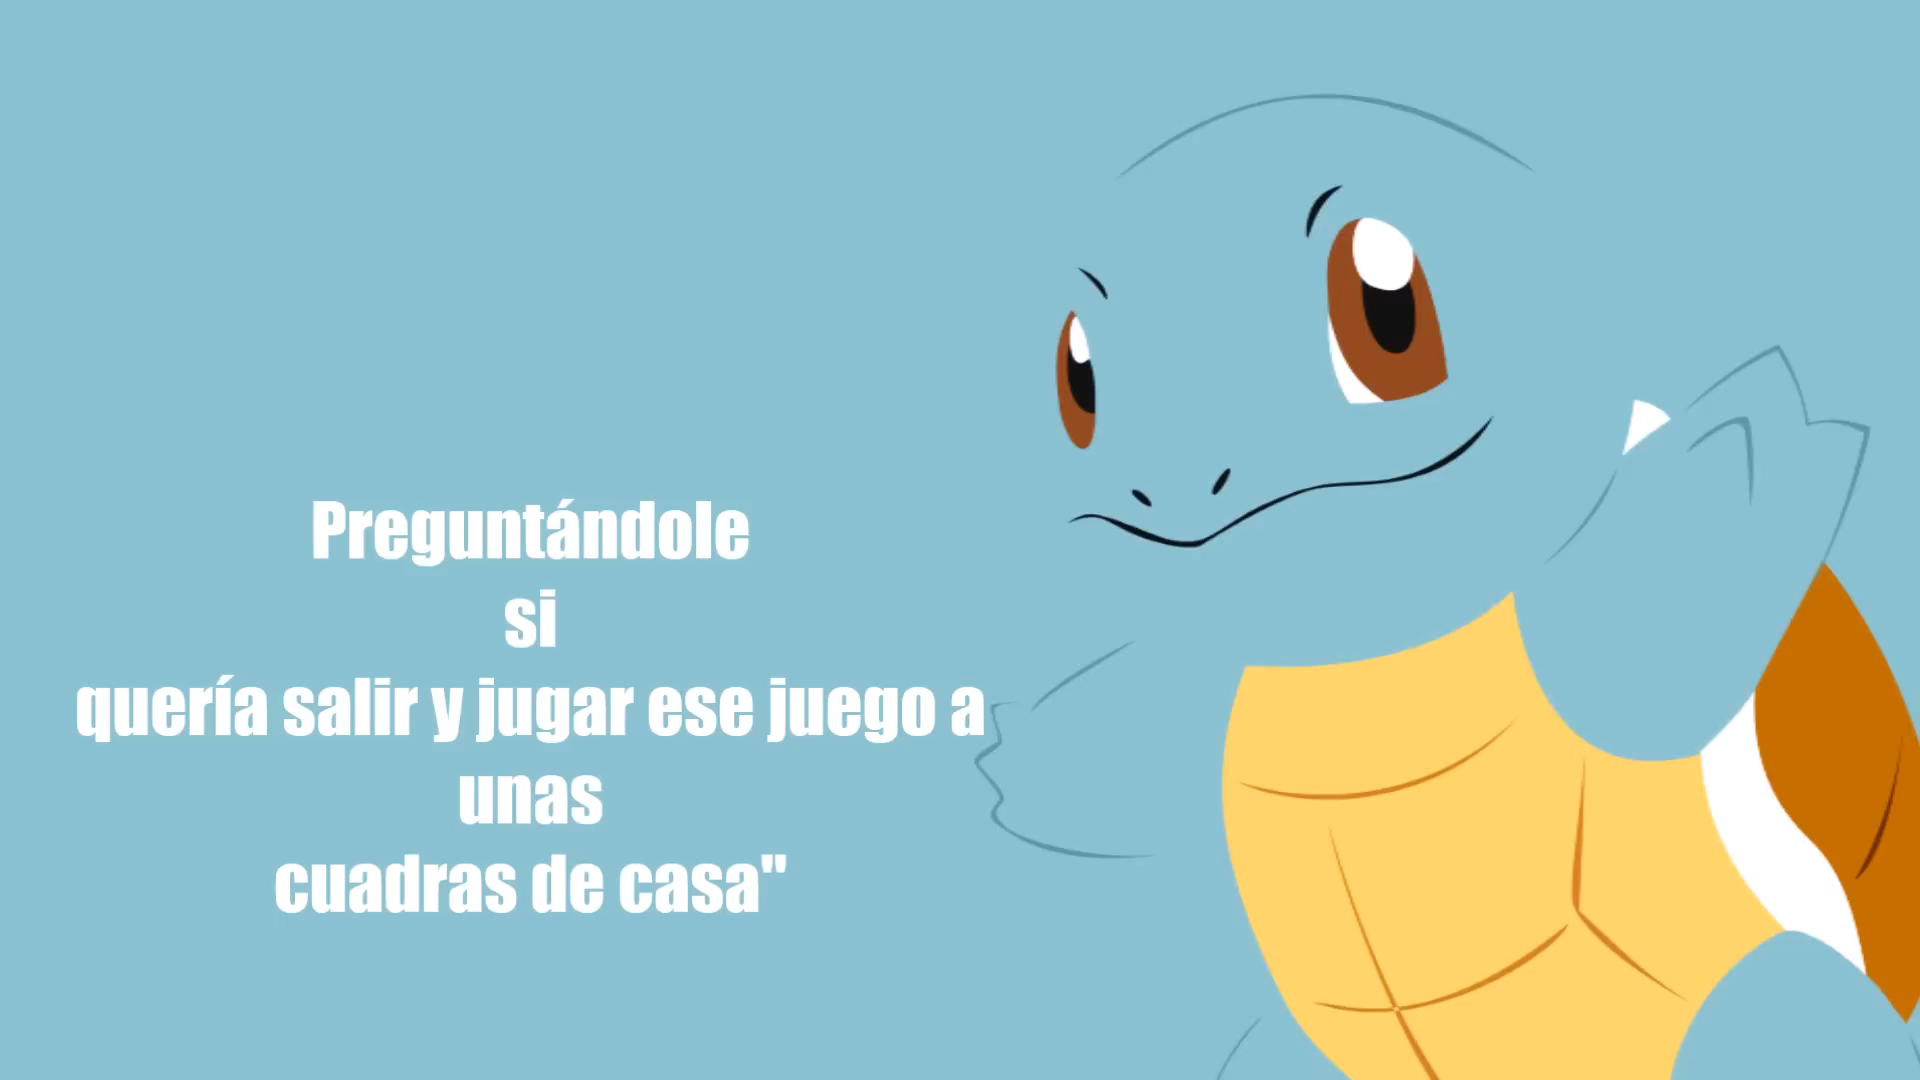 Preguntándole
si
quería salir y jugar ese juego a
unas
cuadras de casa"